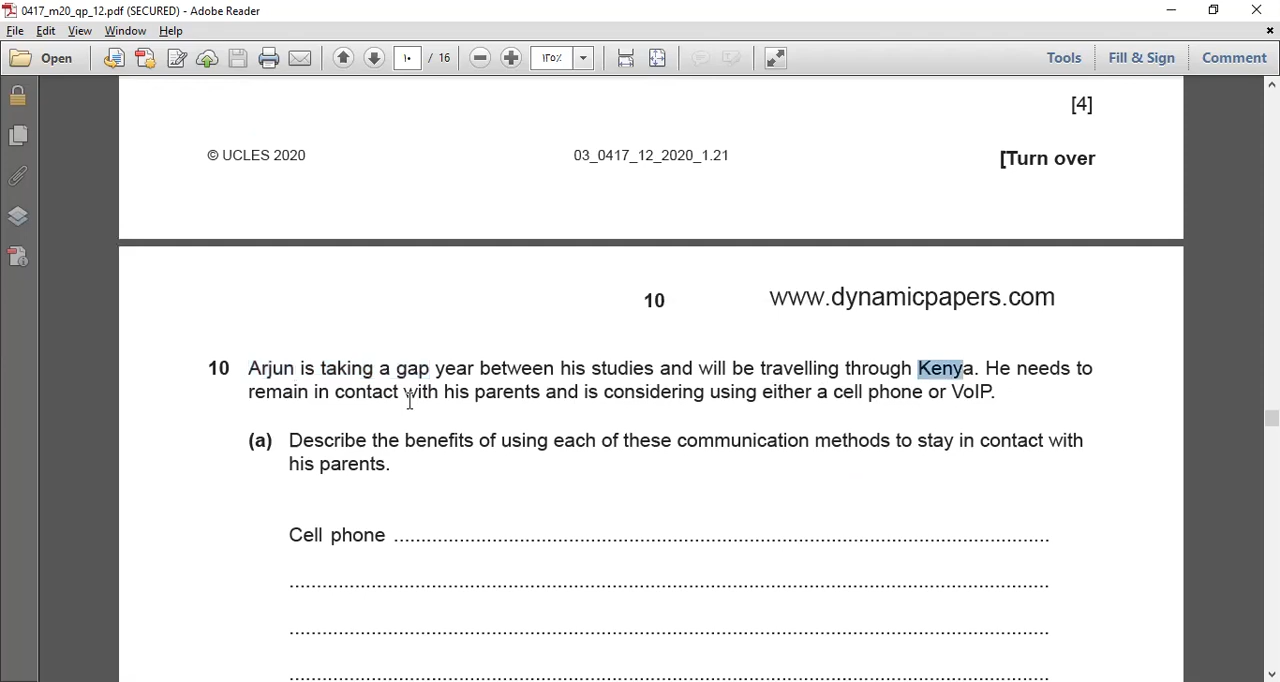 0417_m20_qp_12.pdf (SECURED) - Adobe Reader
File Edit View Window Help
Open ١٠ / 16 ١٣٥٪ Tools Fill & Sign Comment
[4]
© UCLES 2020 03_0417_12_2020_1.21 [Turn over
10 www.dynamicpapers.com
10 Arjun is taking a gap year between his studies and will be travelling through Kenya. He needs to
remain in contact with his parents and is considering using either a cell phone or VoIP.
(a) Describe the benefits of using each of these communication methods to stay in contact with
his parents.
Cell phone ..........................................................................................................................
..............................................................................................................................................
..............................................................................................................................................
..............................................................................................................................................